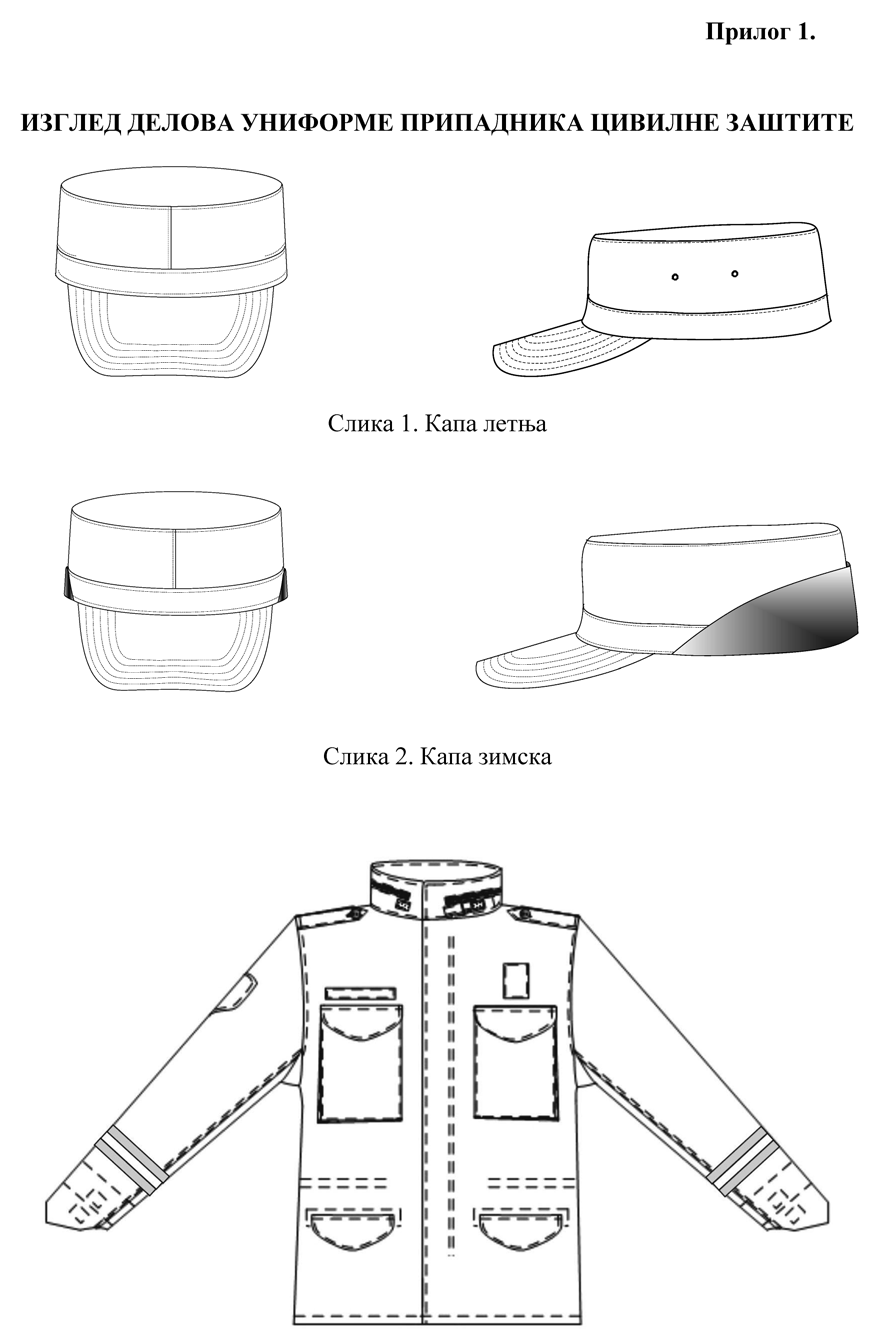 Прилог 1.
ИЗГЛЕД ДЕЛОВА УНИФОРМЕ ПРИПАДНИКА ЦИВИЛНЕ ЗАШТИТЕ
Слика 1. Капа летња
Слика 2. Капа зимска